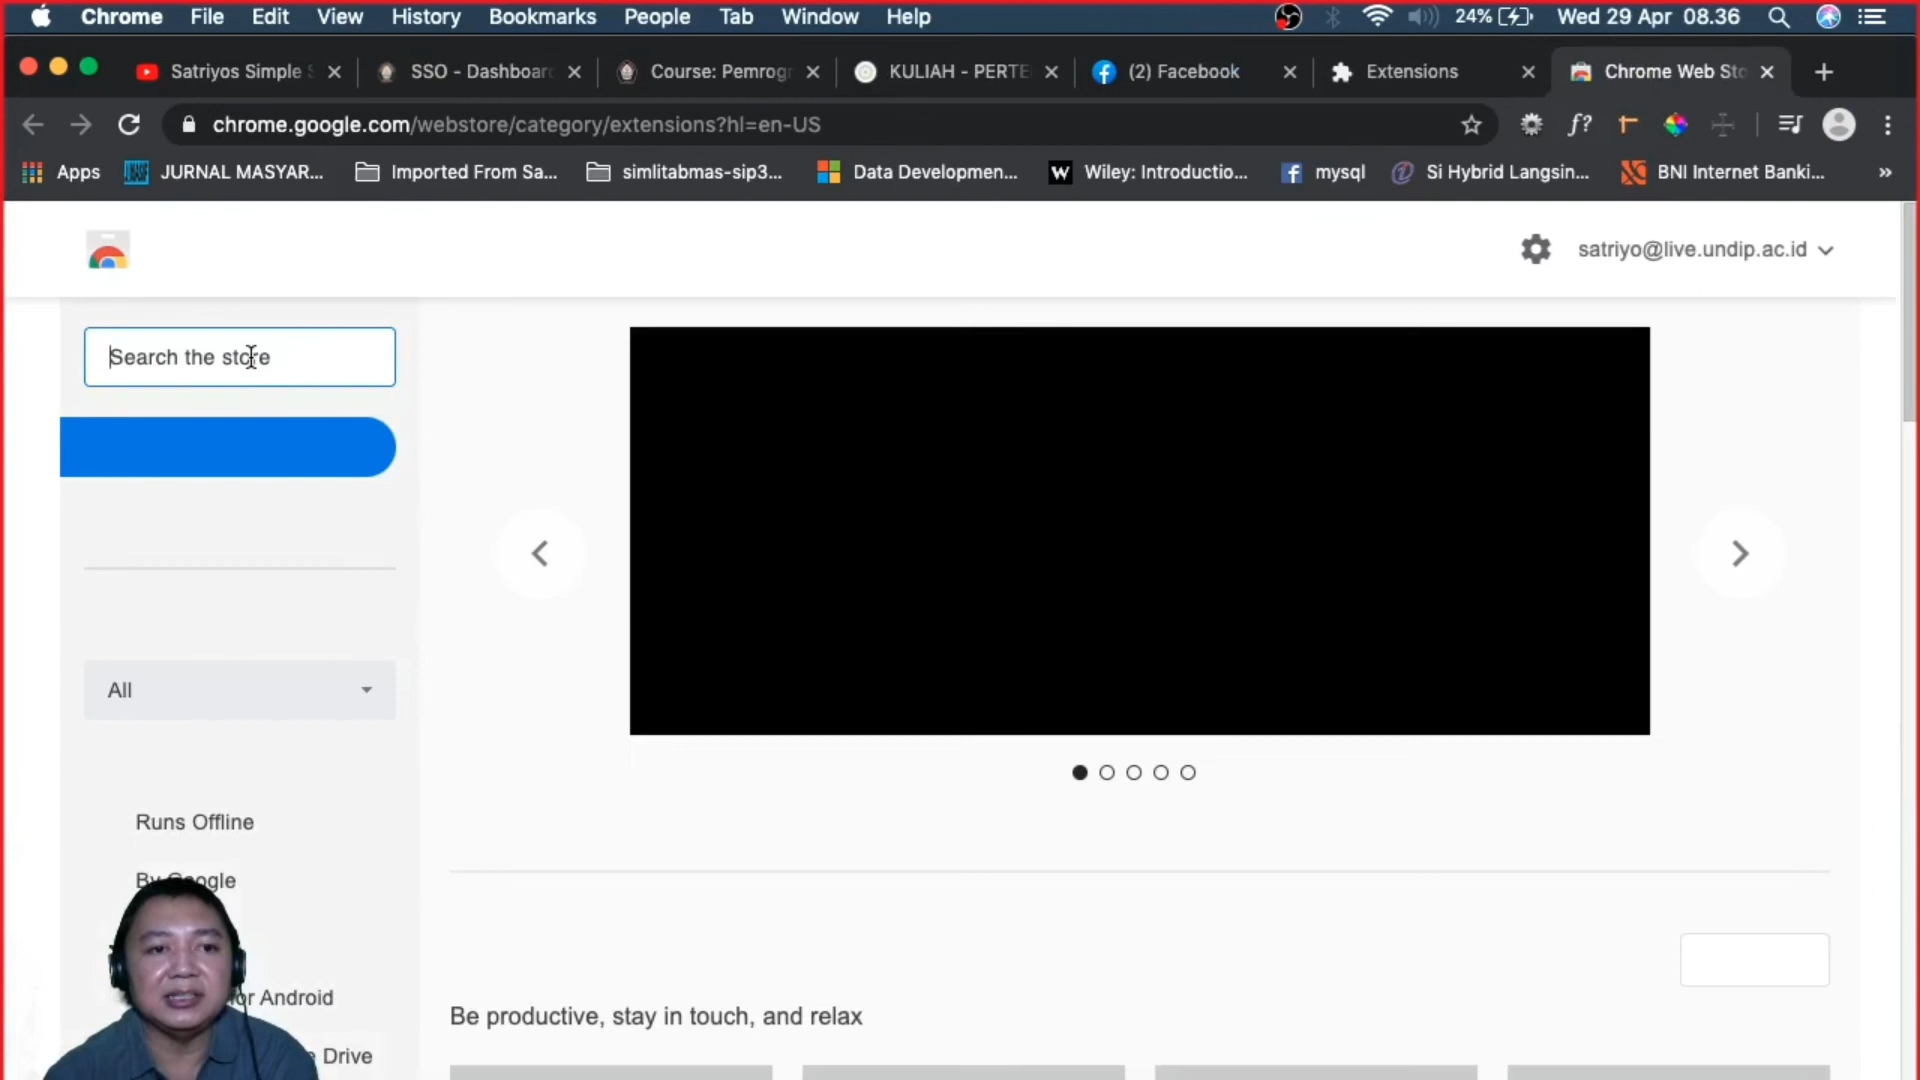 Chrome File Edit View History Bookmarks People Tab Window Help 24% Wed 29 Apr 08.36
Satriyos Simple S SSO - Dashboard Course: Pemrogr KULIAH - PERTE (2) Facebook Extensions Chrome Web Sto
chrome.google.com/webstore/category/extensions?hl=en-US f?
Apps JURNAL MASYAR... Imported From Sa... simlitabmas-sip3... Data Developmen... W Wiley: Introductio... mysql Si Hybrid Langsin... BNI Internet Banki... »
satriyo@live.undip.ac.id
Search the store
All
Runs Offline
By Google
for Android
Drive
Be productive, stay in touch, and relax